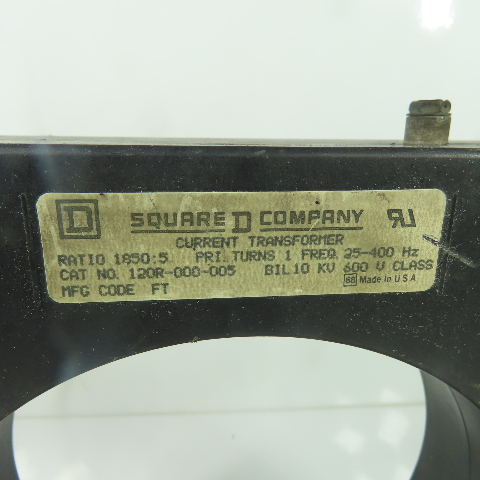 D SQUARE D COMPANY
CURRENT TRANSFORMER
RATIO 1850:5 PRI. TURNS 1 FREQ. 25-400 Hz
CAT NO. 120R-000-005 BIL 10 KV 600 V CLASS
MFG CODE FT 88 Made in U.S.A